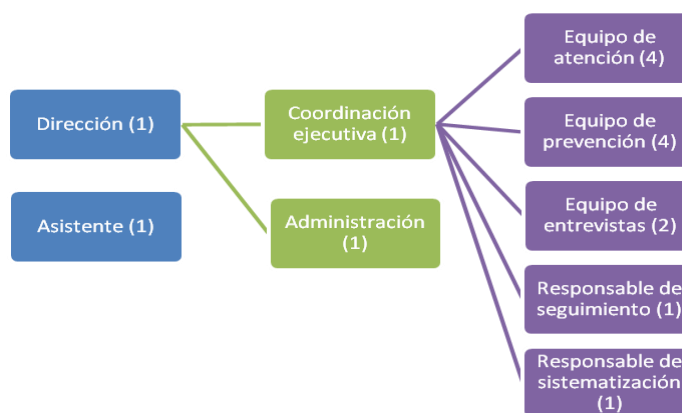 Dirección (1)
Asistente (1)
Coordinación
ejecutiva (1)
Administración
(1)
Equipo de
atención (4)
Equipo de
prevención (4)
Equipo de
entrevistas (2)
Responsable de
seguimiento (1)
Responsable de
sistematización
(1)